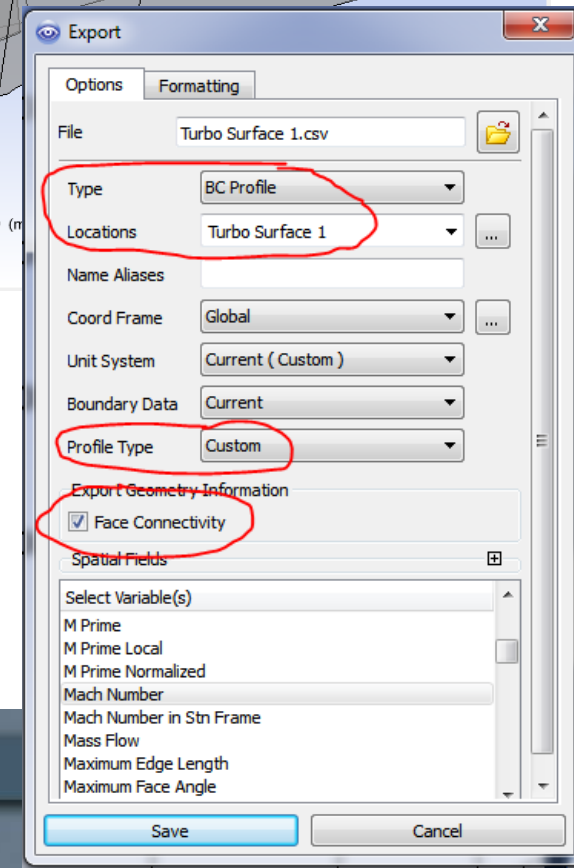 Export
Options Formatting
File Turbo Surface 1.csv
Type BC Profile
Locations Turbo Surface 1 ...
Name Aliases
Coord Frame Global ...
Unit System Current ( Custom )
Boundary Data Current
Profile Type Custom
Export Geometry Information
Face Connectivity
Spatial Fields
Select Variable(s)
M Prime
M Prime Local
M Prime Normalized
Mach Number
Mach Number in Stn Frame
Mass Flow
Maximum Edge Length
Maximum Face Angle
Save Cancel